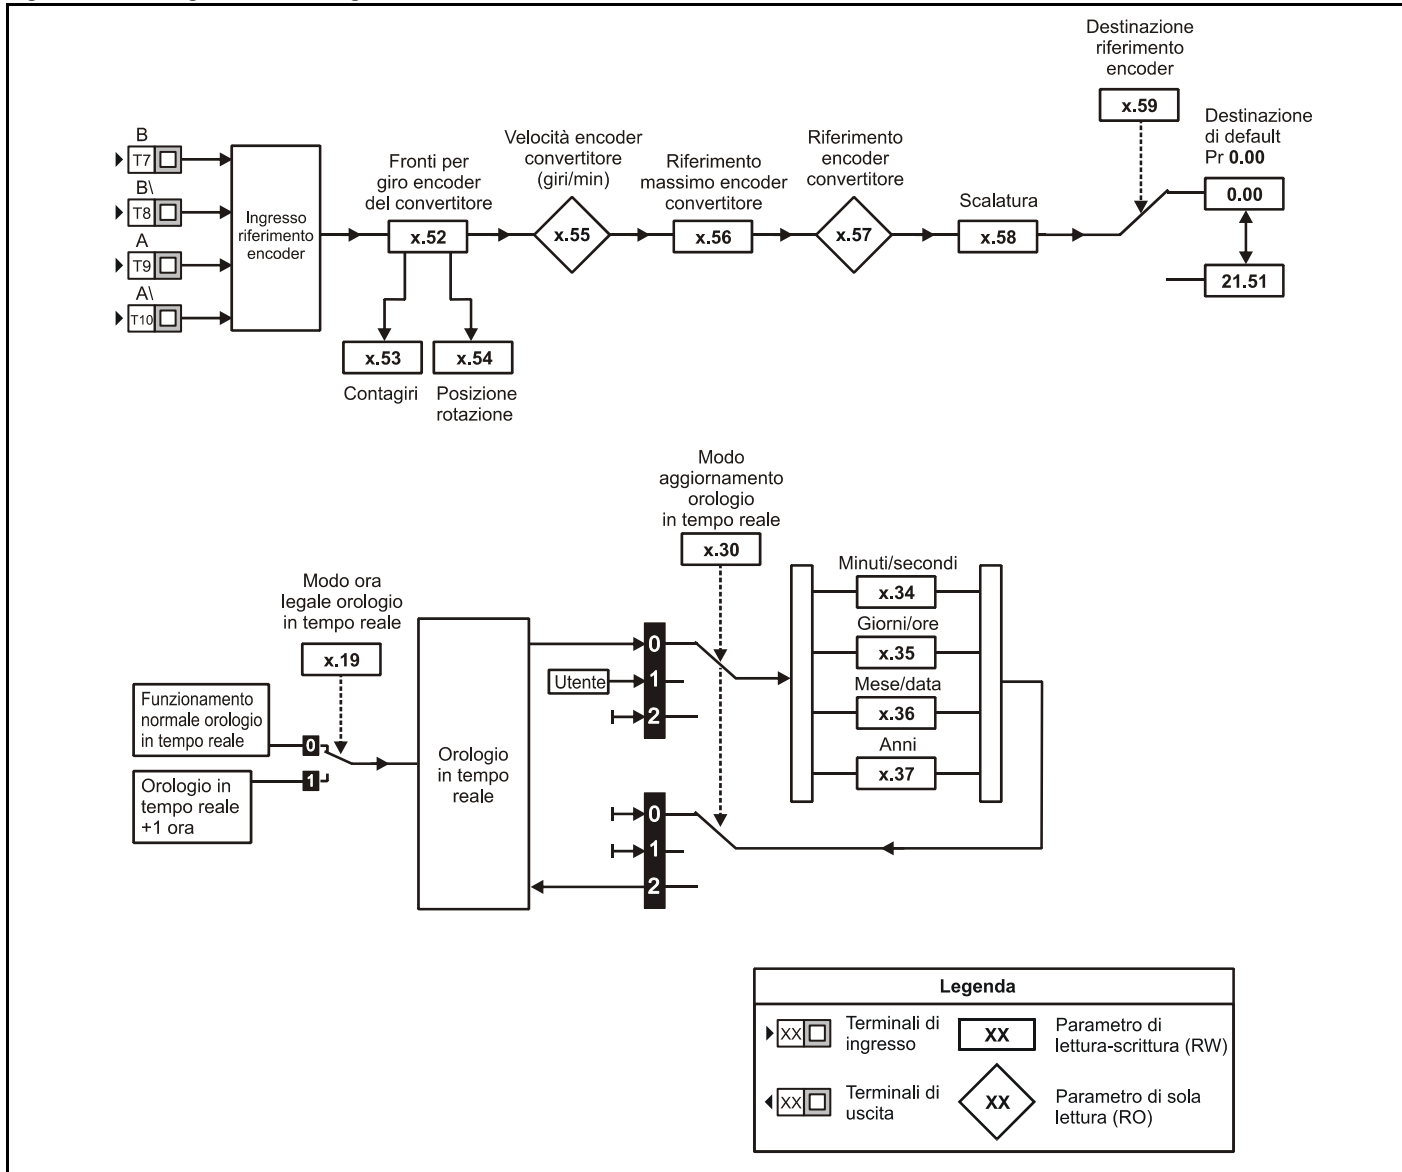 Destinazione
riferimento
encoder
x.59
Destinazione
di default
Pr 0.00
0.00
21.51
B
T7
B\
T8
A
T9
A\
T10
Ingresso
riferimento
encoder
Fronti per
giro encoder
del convertitore
x.52
Velocità encoder
convertitore
(giri/min)
x.55
Riferimento
massimo encoder
convertitore
x.56
Riferimento
encoder
convertitore
x.57
Scalatura
x.58
x.53
Contagiri
x.54
Posizione
rotazione
Modo
aggiornamento
orologio
in tempo reale
x.30
Modo ora
legale orologio
in tempo reale
x.19
Funzionamento
normale orologio
in tempo reale
0
1
Orologio in
tempo reale
+1 ora
Orologio
in tempo
reale
Utente
0
1
2
0
1
2
Minuti/secondi
x.34
Giorni/ore
x.35
Mese/data
x.36
Anni
x.37
Legenda
XX
Terminali di
ingresso
XX
Parametro di
lettura-scrittura (RW)
XX
Terminali di
uscita
XX
Parametro di sola
lettura (RO)